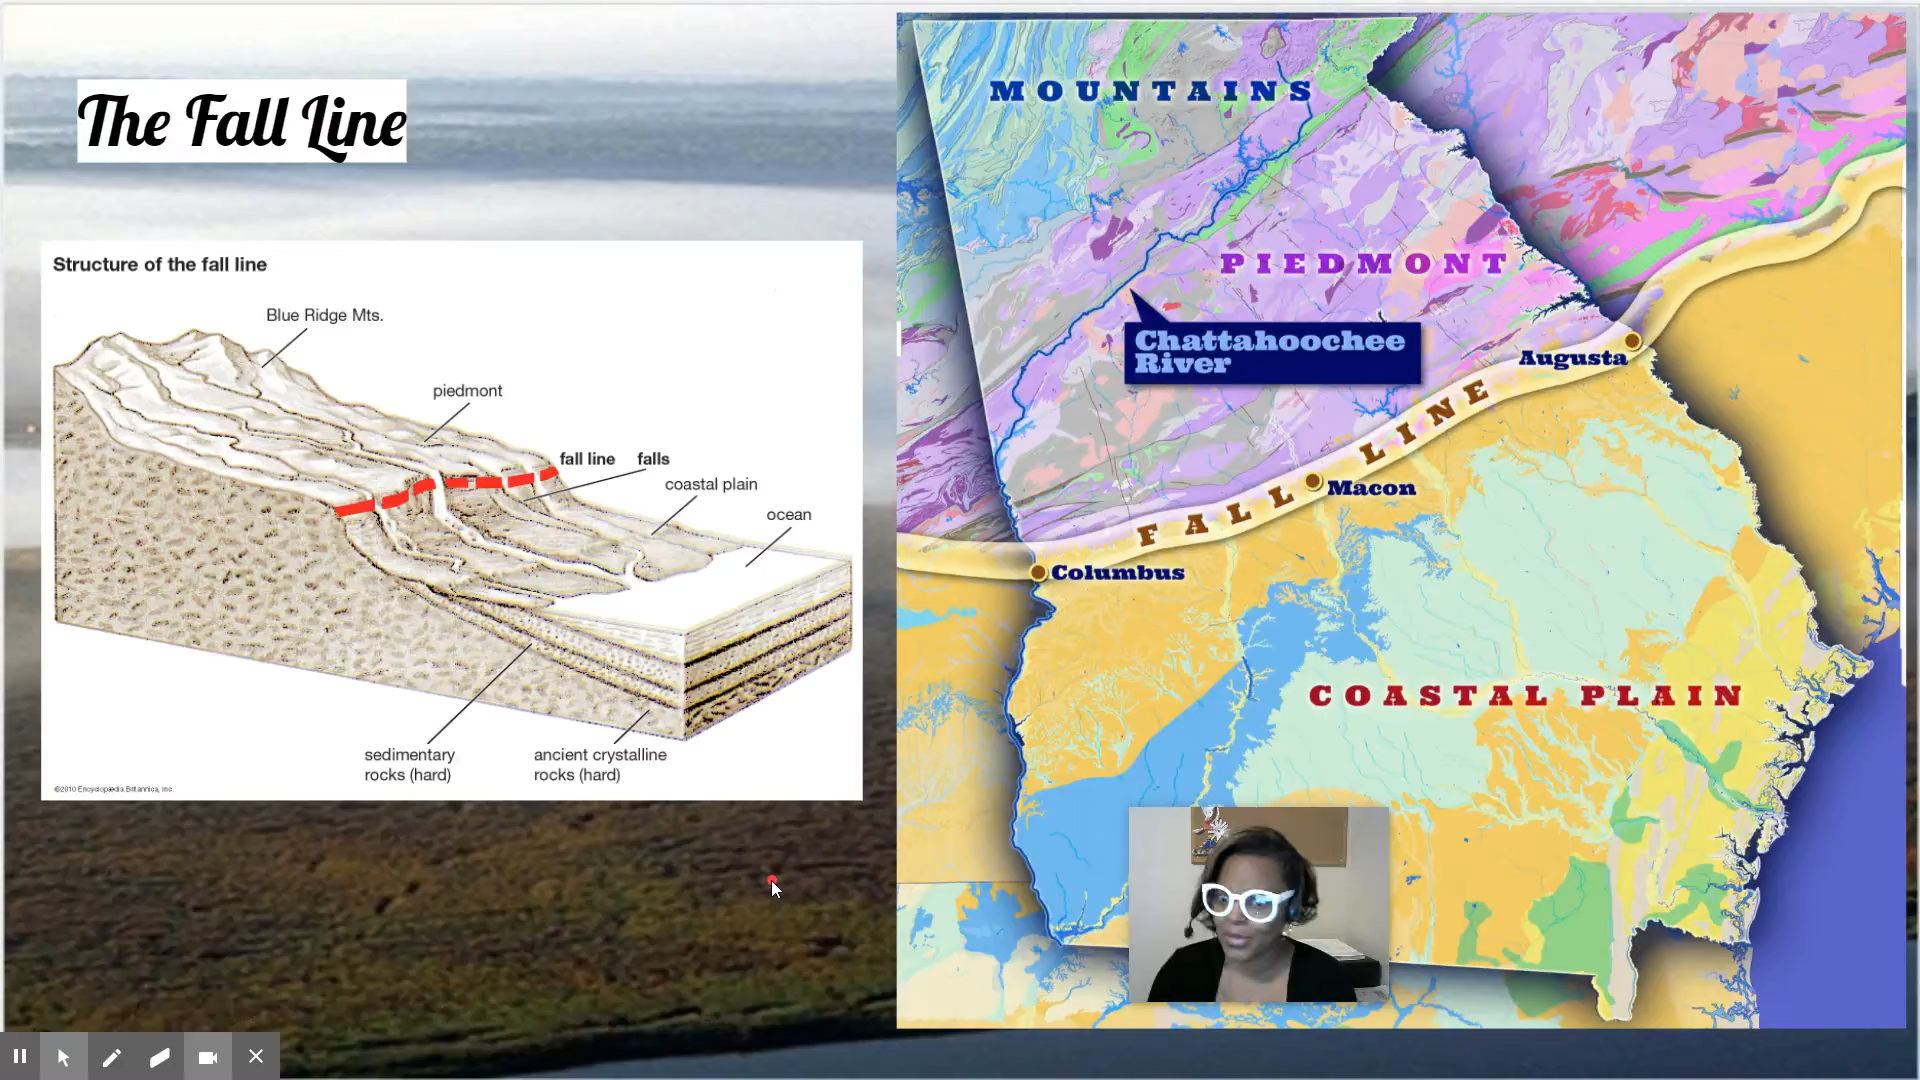 The Fall Line
Structure of the fall line
Blue Ridge Mts.
piedmont
fall line
falls
coastal plain
ocean
sedimentary
rocks (hard)
ancient crystalline
rocks (hard)
©2010 Encyclopædia Britannica, Inc.
MOUNTAINS
PIEDMONT
Chattahoochee
River
Augusta
FALL LINE
Macon
Columbus
COASTAL PLAIN